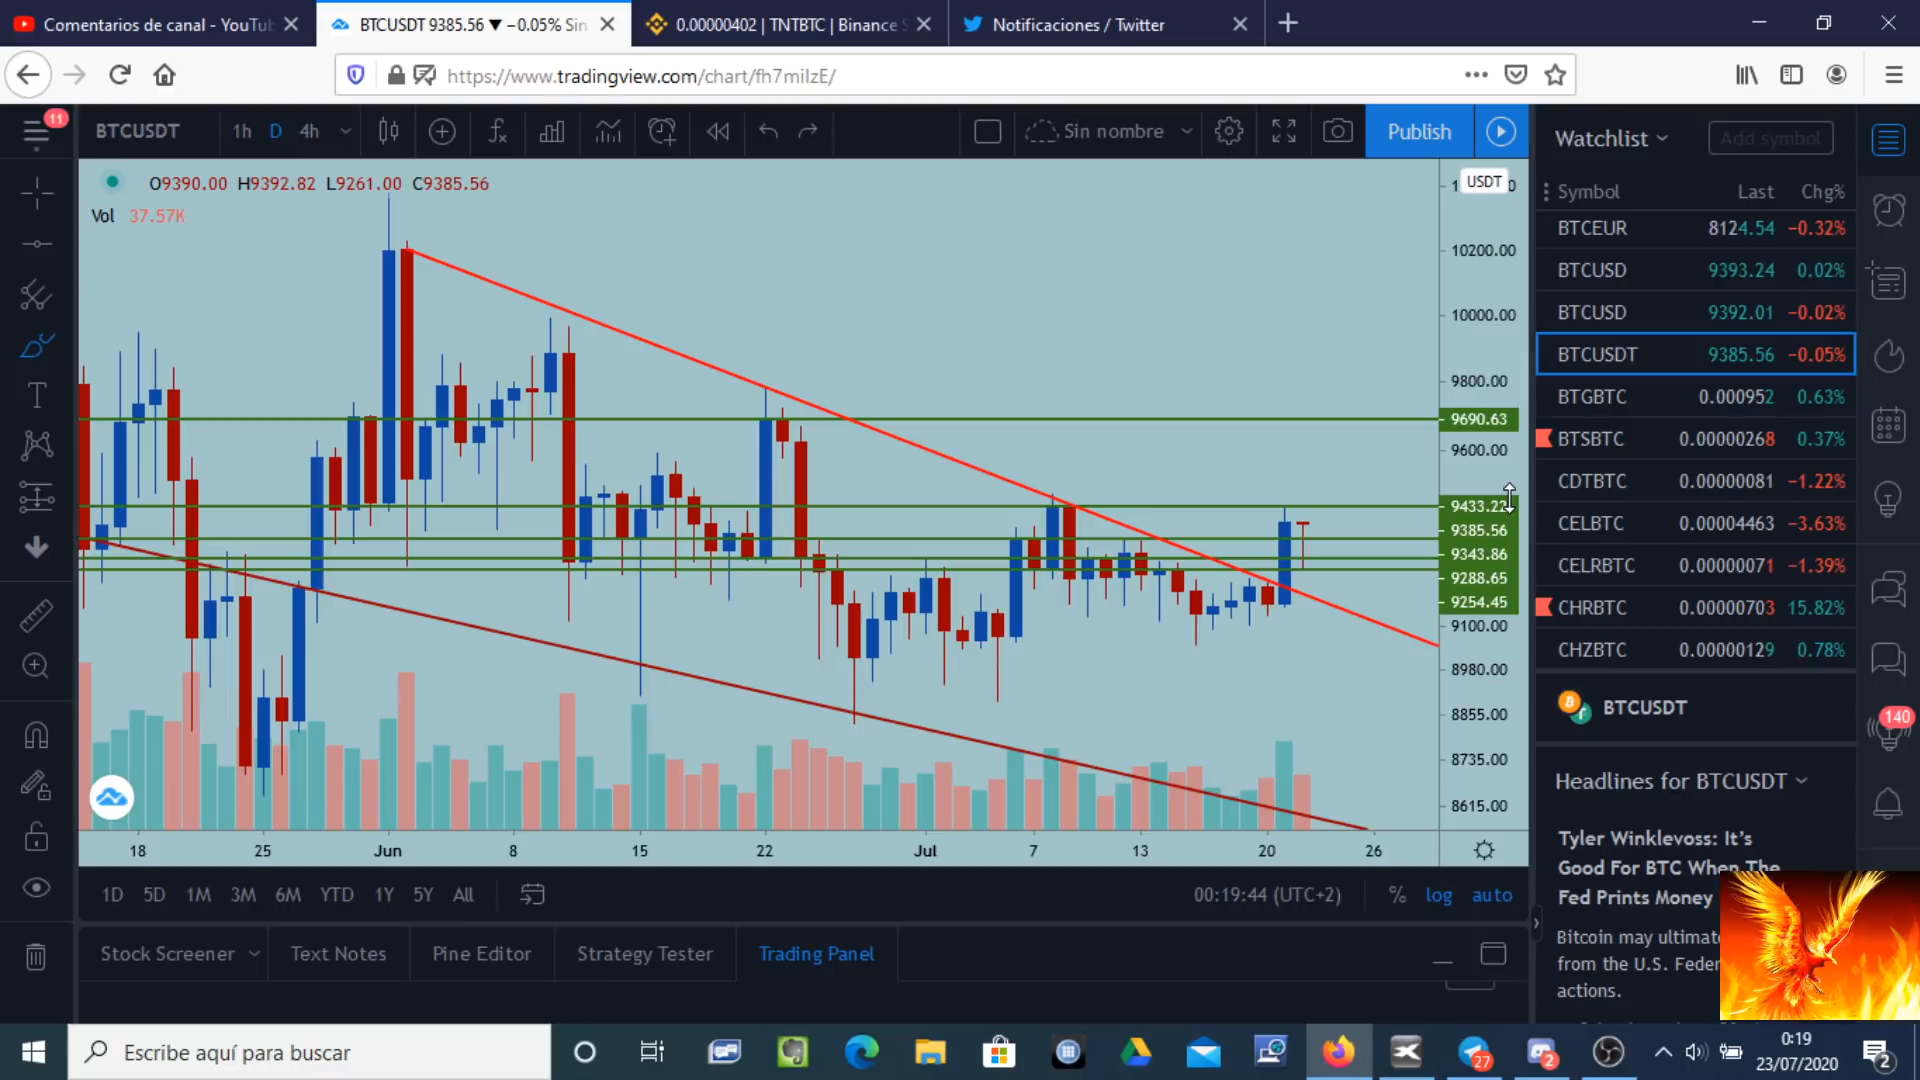 Comentarios de canal - YouTub
BTCUSDT 9385.56 ▼ −0.05% Sin
0.00000402 | TNTBTC | Binance S
Notificaciones / Twitter
https://www.tradingview.com/chart/fh7miIzE/
11
BTCUSDT
1h
D
4h
Sin nombre
Publish
Watchlist
Add symbol
O9390.00 H9392.82 L9261.00 C9385.56
Vol 37.57K
USDT
Symbol Last Chg%
BTCEUR 8124.54 −0.32%
BTCUSD 9393.24 0.02%
BTCUSD 9392.01 −0.02%
BTCUSDT 9385.56 −0.05%
BTGBTC 0.000952 0.63%
BTSBTC 0.00000268 0.37%
CDTBTC 0.00000081 −1.22%
CELBTC 0.00004463 −3.63%
CELRBTC 0.00000071 −1.39%
CHRBTC 0.00000703 15.82%
CHZBTC 0.00000129 0.78%
10200.00
10000.00
9800.00
9690.63
9600.00
9433.22
9385.56
9343.86
9288.65
9254.45
9100.00
8980.00
8855.00
8735.00
8615.00
140
BTCUSDT
Headlines for BTCUSDT
Tyler Winklevoss: It's
Good For BTC When The
Fed Prints Money
Bitcoin may ultimat
from the U.S. Feder
actions.
18 25 Jun 8 15 22 Jul 7 13 20 26
1D 5D 1M 3M 6M YTD 1Y 5Y All
00:19:44 (UTC+2)
% log auto
Stock Screener
Text Notes
Pine Editor
Strategy Tester
Trading Panel
Escribe aquí para buscar
27
2
0:19
23/07/2020
2